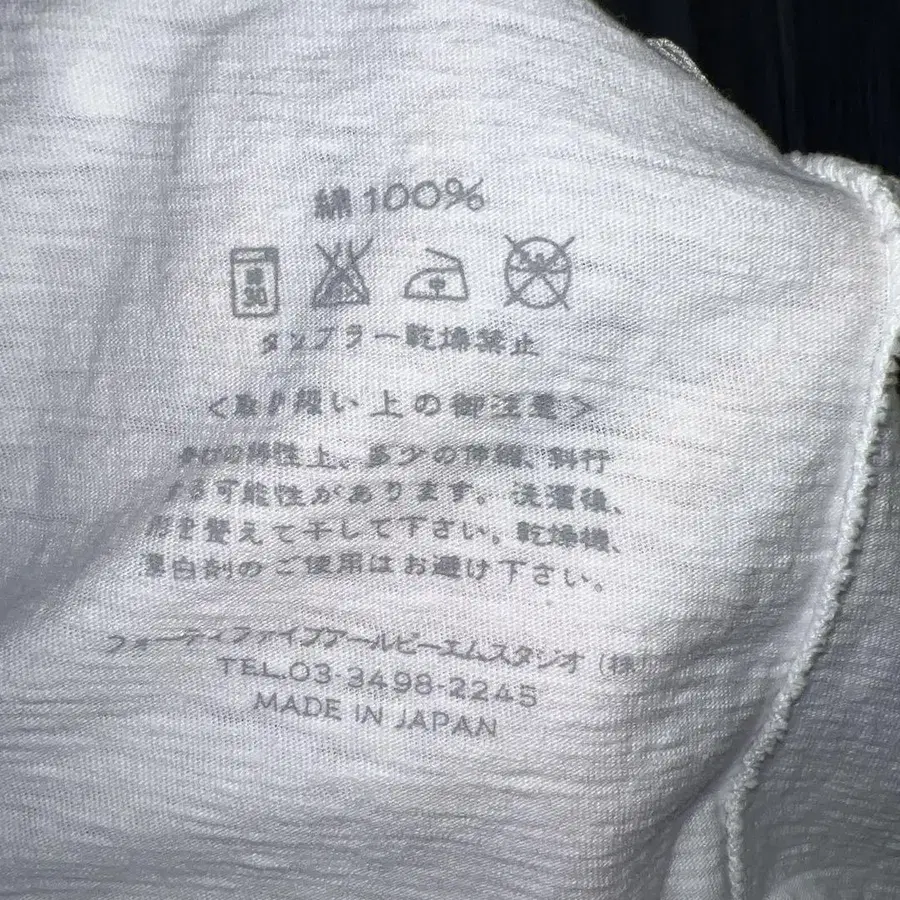 綿100%
弱
30
中
タンブラー乾燥禁止
<取り扱い上の御注意>
の特性上、多少の伸縮、斜行
する可能性があります。洗濯後、
形を整えて干して下さい。乾燥機、
漂白剤のご使用はお避け下さい。
フォーティファイブアールピーエムスタジオ(株)
TEL.03-3498-2245
MADE IN JAPAN